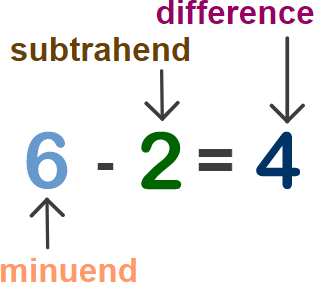 difference
subtrahend
6 - 2 = 4
minuend